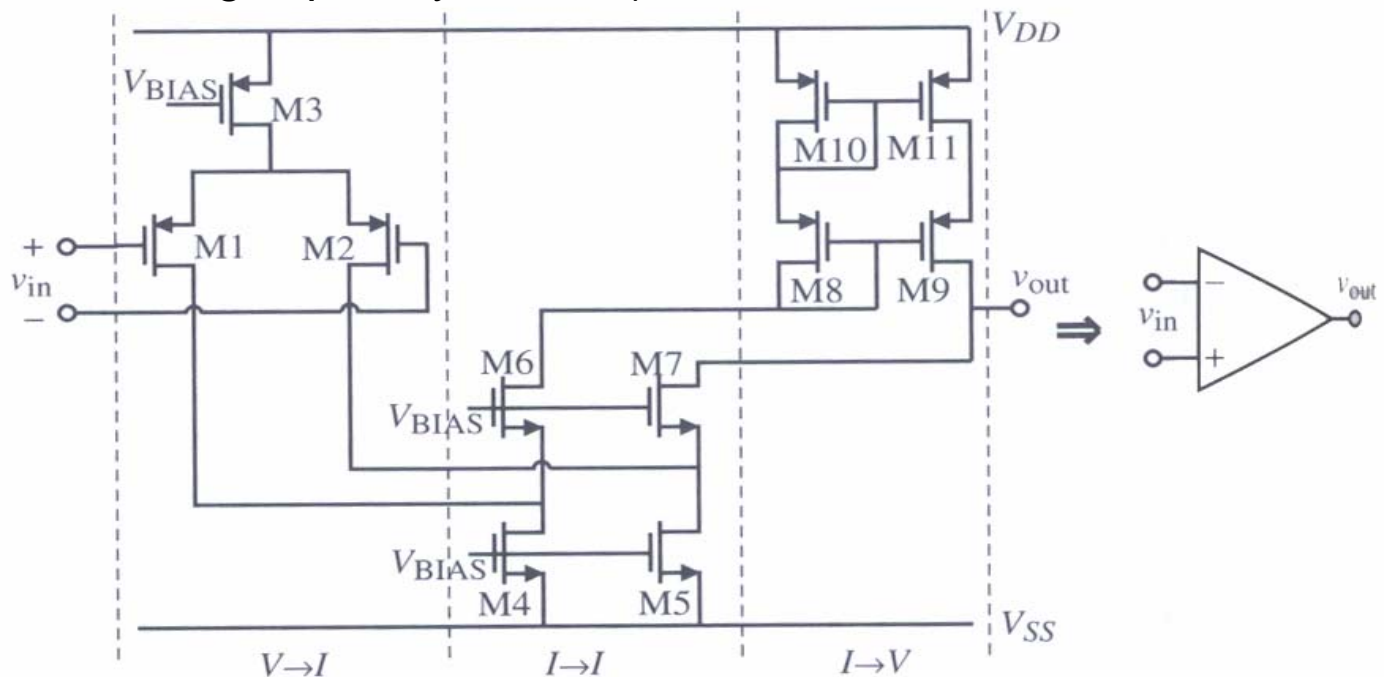 V_DD
V_BIAS
M3
M10 M11
+
v_in
−
M1 M2
M8 M9
v_out
⇒
v_in
−
+
v_out
M6 M7
V_BIAS
V_BIAS
M4 M5
V_SS
V→I I→I I→V